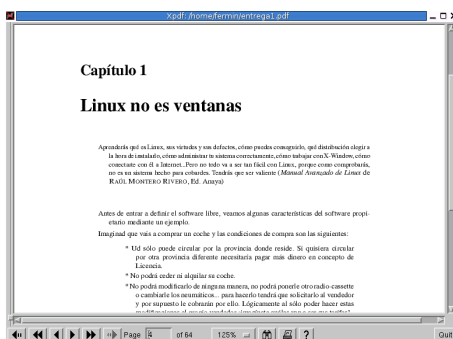 Xpdf: /home/fermin/entrega1.pdf
Capítulo 1
Linux no es ventanas
Aprenderás qué es Linux, sus virtudes y sus defectos, cómo puedes conseguirlo, qué distribución elegir a
la hora de instalarlo, cómo administrar tu sistema correctamente, cómo trabajar con X-Window, cómo
conectarte con él a Internet...Pero no todo va a ser tan fácil con Linux, porque como comprobarás,
no es un sistema hecho para cobardes. Tendrás que ser valiente (Manual Avanzado de Linux de
RAÚL MONTERO RIVERO, Ed. Anaya)
Antes de entrar a definir el software libre, veamos algunas características del software propi-
etario mediante un ejemplo.
Imaginad que vais a comprar un coche y las condiciones de compra son las siguientes:
* Ud sólo puede circular por la provincia donde reside. Si quisiera circular
por otra provincia diferente necesitaría pagar más dinero en concepto de
Licencia.
* No podrá ceder ni alquilar su coche.
* No podrá modificarlo de ninguna manera, no podrá ponerle otro radio-cassette
o cambiarle los neumáticos... para hacerlo tendrá que solicitarlo al vendedor
y por supuesto le cobrarán por ello. Lógicamente al sólo poder hacer estas
Page 4 of 64 125% ? Quit